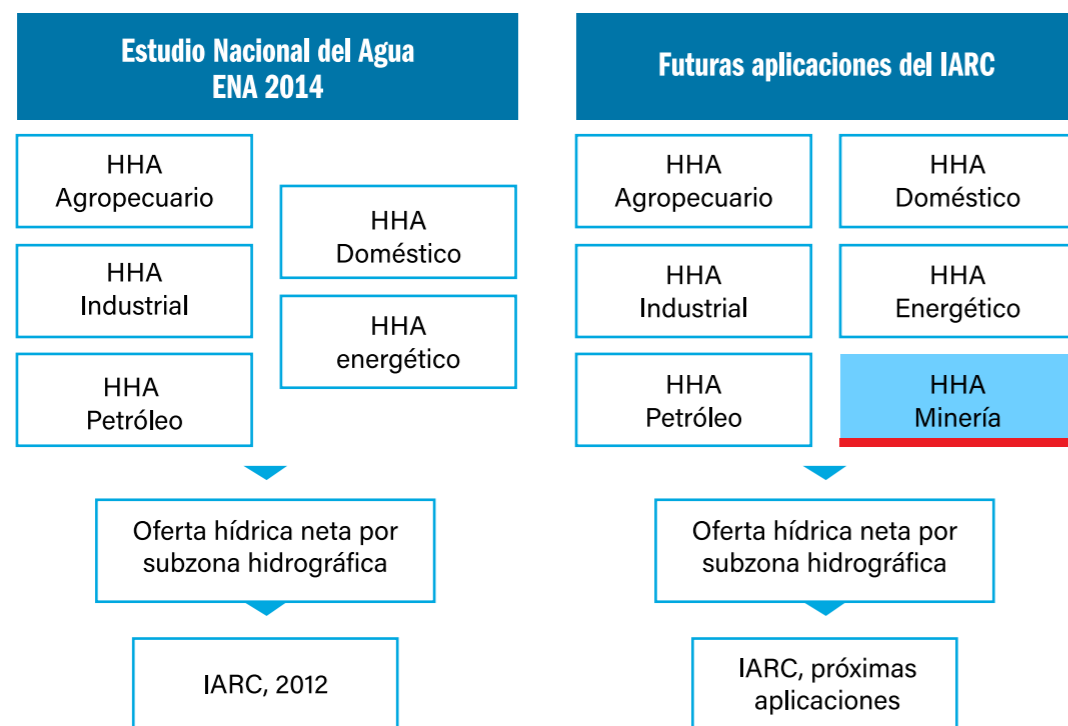 Estudio Nacional del Agua
ENA 2014
HHA
Agropecuario
HHA
Doméstico
HHA
Industrial
HHA
energético
HHA
Petróleo
Oferta hídrica neta por
subzona hidrográfica
IARC, 2012
Futuras aplicaciones del IARC
HHA
Agropecuario
HHA
Doméstico
HHA
Industrial
HHA
Energético
HHA
Petróleo
HHA
Minería
Oferta hídrica neta por
subzona hidrográfica
IARC, próximas
aplicaciones